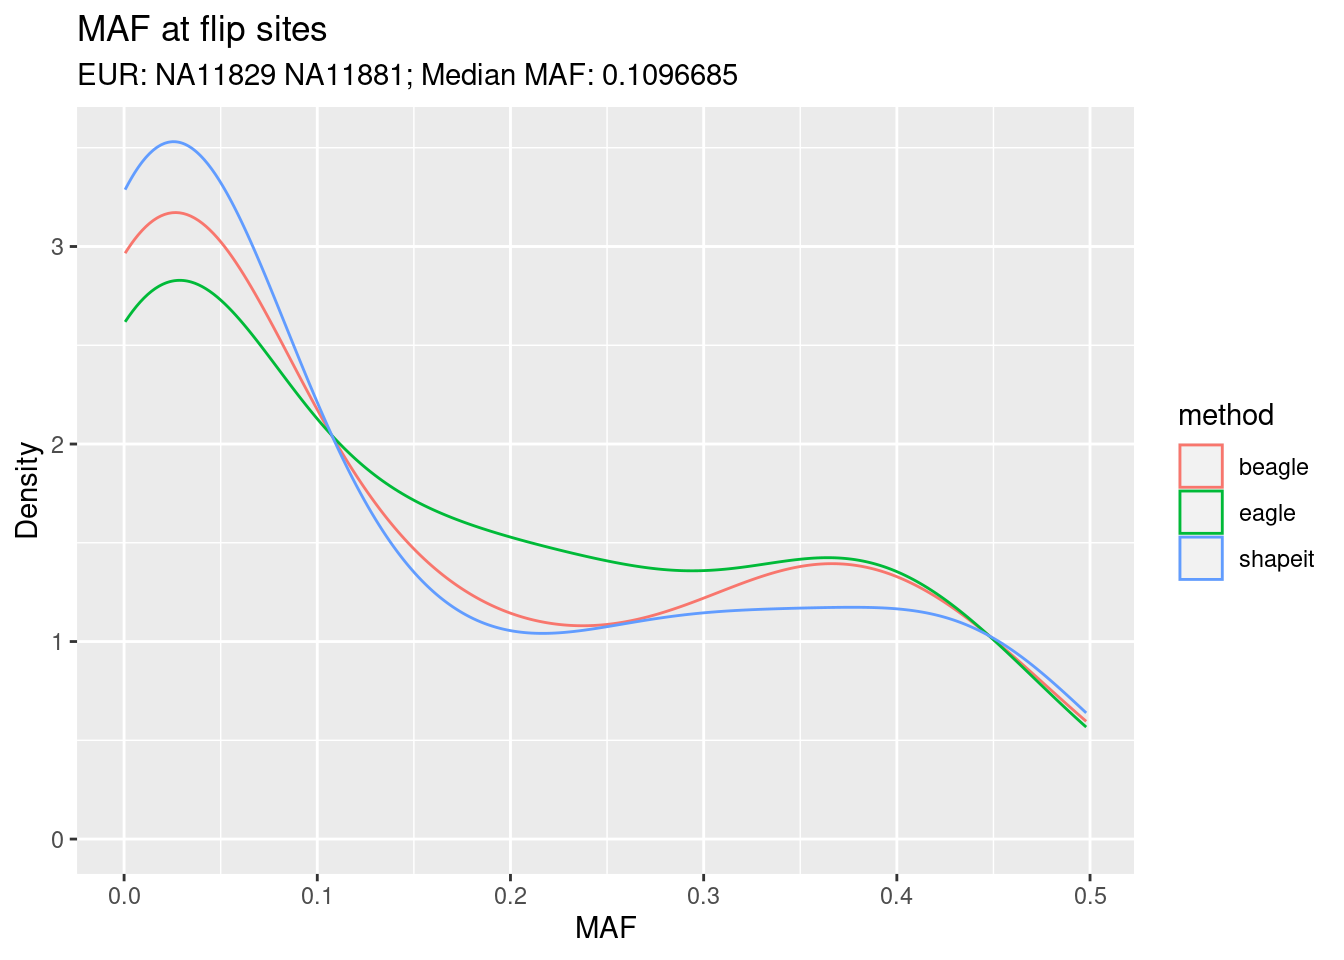 MAF at flip sites
EUR: NA11829 NA11881; Median MAF: 0.1096685
Density
3
2
1
0
0.0 0.1 0.2 0.3 0.4 0.5
MAF
method
beagle
eagle
shapeit